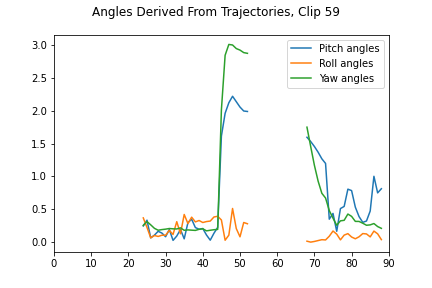 Angles Derived From Trajectories, Clip 59
3.0
2.5
2.0
1.5
1.0
0.5
0.0
0 10 20 30 40 50 60 70 80 90
Pitch angles
Roll angles
Yaw angles